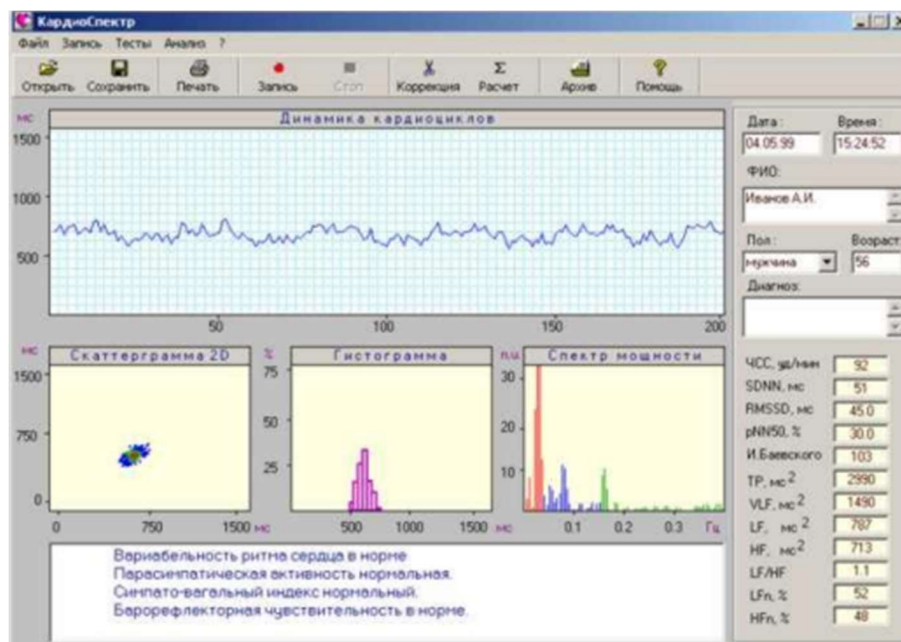 КардиоСпектр
Файл Запись Тесты Анализ ?
Открыть Сохранить Печать Запись Стоп Коррекция Расчет Архив Помощь
мс Динамика кардиоциклов
1500
1000
500
50 100 150 200
Дата: Время:
04.05.99 15:24:52
ФИО:
Иванов А.И.
Пол: Возраст
мужчина 56
Диагноз:
мс Скаттерграмма 2D
1500
750
0
0 750 1500 мс
% Гистограмма
75
50
25
500 1000 1500 мс
п.и. Спектр мощности
30
20
10
0.1 0.2 0.3 Гц
ЧСС, уд/мин 92
SDNN, мс 51
RMSSD, мс 45.0
pNN50, % 30.0
И.Баевского 103
TP, мс2 2990
VLF, мс2 1490
LF, мс2 787
HF, мс2 713
LF/HF 1.1
LFn, % 52
HFn, % 48
Вариабельность ритма сердца в норме
Парасимпатическая активность нормальная.
Симпато-вагальный индекс нормальный.
Барорефлекторная чувствительность в норме.